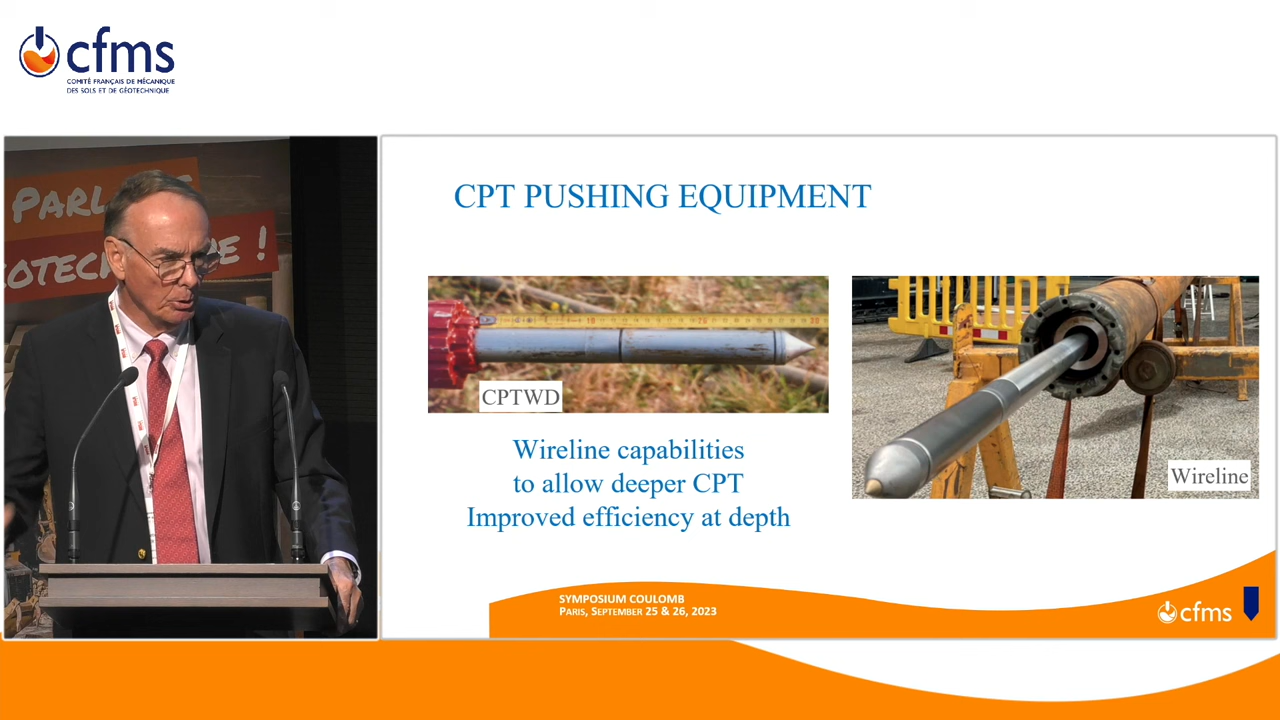 cfms
COMITÉ FRANÇAIS DE MÉCANIQUE
DES SOLS ET DE GÉOTECHNIQUE
CPT PUSHING EQUIPMENT
CPTWD
Wireline capabilities
to allow deeper CPT
Improved efficiency at depth
Wireline
SYMPOSIUM COULOMB
PARIS, SEPTEMBER 25 & 26, 2023
cfms